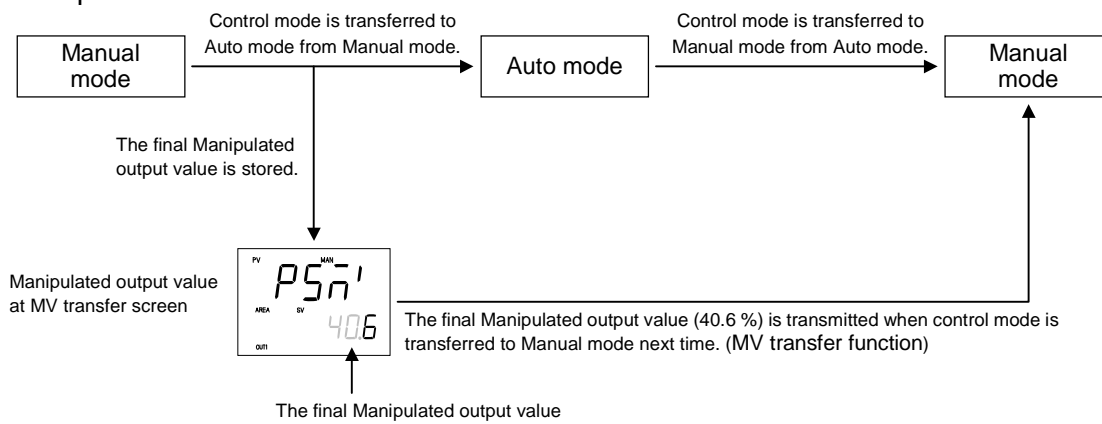 Control mode is transferred to
Auto mode from Manual mode.
Control mode is transferred to
Manual mode from Auto mode.
Manual
mode
Auto mode
Manual
mode
The final Manipulated
output value is stored.
Manipulated output value
at MV transfer screen
PV
MAN
AREA
SV
40.6
OUT1
The final Manipulated output value (40.6 %) is transmitted when control mode is
transferred to Manual mode next time. (MV transfer function)
The final Manipulated output value